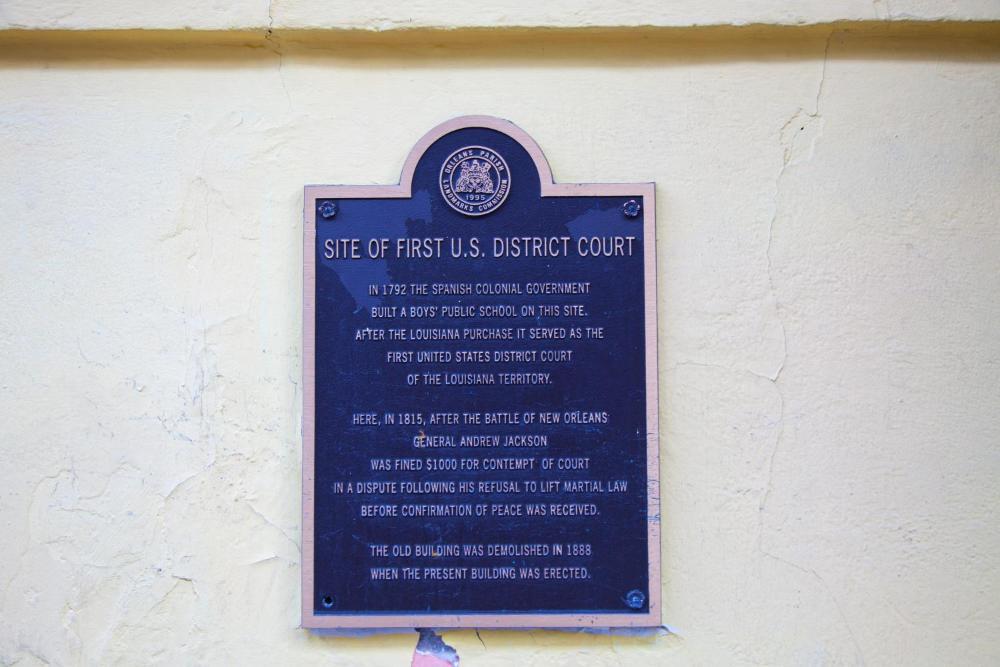 ORLEANS PARISH
LANDMARKS COMMISSION
1995
SITE OF FIRST U.S. DISTRICT COURT
IN 1792 THE SPANISH COLONIAL GOVERNMENT
BUILT A BOYS' PUBLIC SCHOOL ON THIS SITE.
AFTER THE LOUISIANA PURCHASE IT SERVED AS THE
FIRST UNITED STATES DISTRICT COURT
OF THE LOUISIANA TERRITORY.
HERE, IN 1815, AFTER THE BATTLE OF NEW ORLEANS
GENERAL ANDREW JACKSON
WAS FINED $1000 FOR CONTEMPT OF COURT
IN A DISPUTE FOLLOWING HIS REFUSAL TO LIFT MARTIAL LAW
BEFORE CONFIRMATION OF PEACE WAS RECEIVED.
THE OLD BUILDING WAS DEMOLISHED IN 1888
WHEN THE PRESENT BUILDING WAS ERECTED.